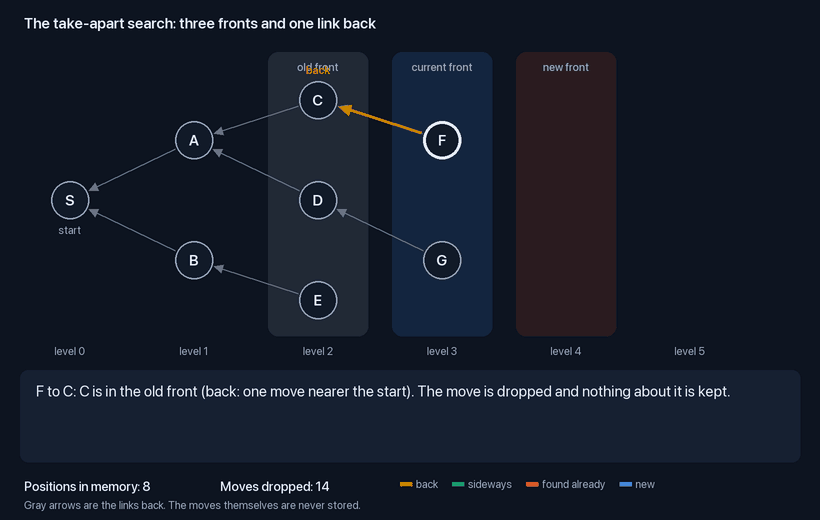 The take-apart search: three fronts and one link back
old front
current front
new front
back
C
A
F
S
D
start
B
G
E
level 0
level 1
level 2
level 3
level 4
level 5
F to C: C is in the old front (back: one move nearer the start). The move is dropped and nothing about it is kept.
Positions in memory: 8
Moves dropped: 14
back
sideways
found already
new
Gray arrows are the links back. The moves themselves are never stored.